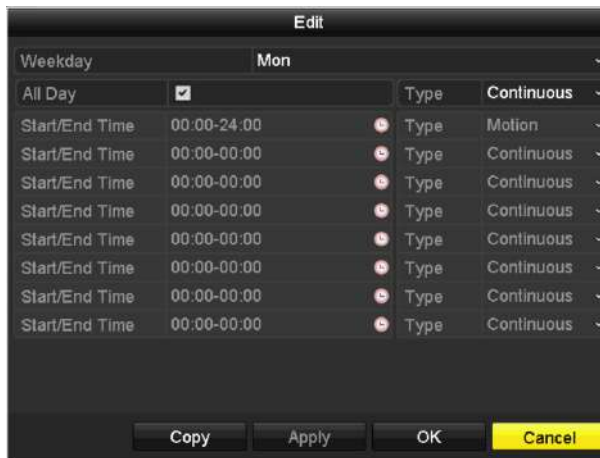 Edit
Weekday Mon
All Day Type Continuous
Start/End Time 00:00-24:00 Type Motion
Start/End Time 00:00-00:00 Type Continuous
Start/End Time 00:00-00:00 Type Continuous
Start/End Time 00:00-00:00 Type Continuous
Start/End Time 00:00-00:00 Type Continuous
Start/End Time 00:00-00:00 Type Continuous
Start/End Time 00:00-00:00 Type Continuous
Start/End Time 00:00-00:00 Type Continuous
Copy Apply OK Cancel